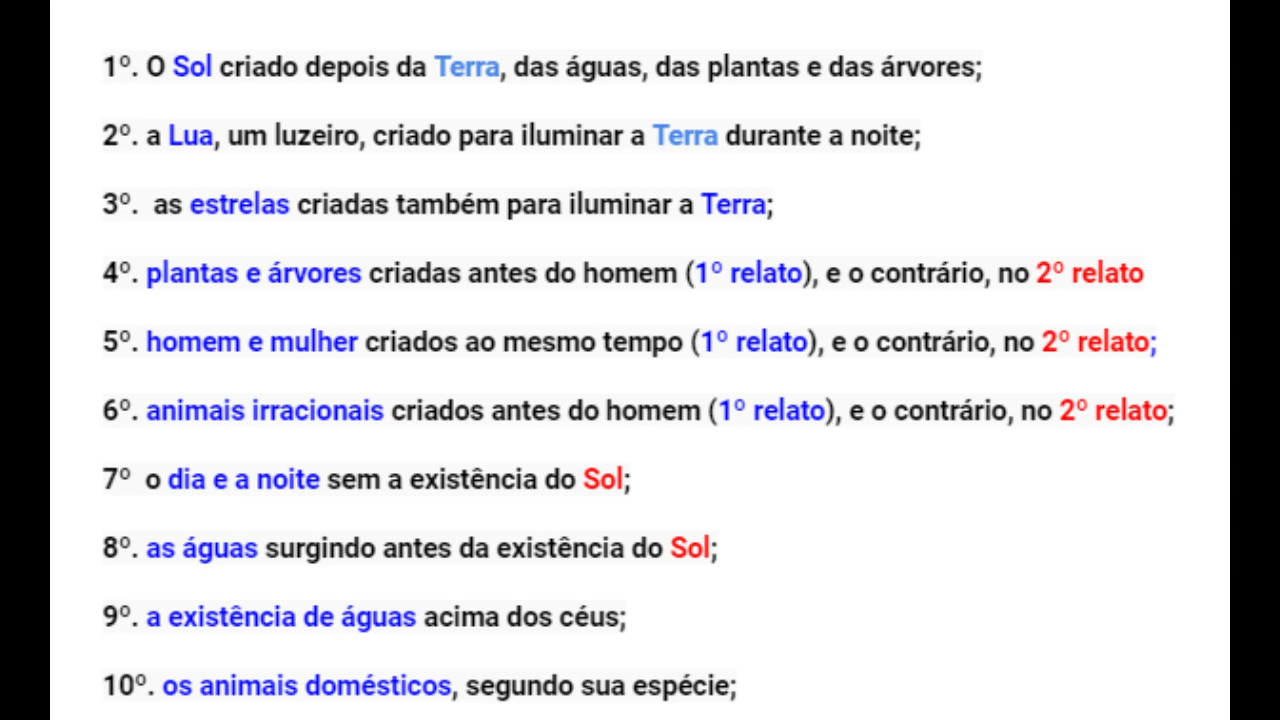 1º. O Sol criado depois da Terra, das águas, das plantas e das árvores;
2º. a Lua, um luzeiro, criado para iluminar a Terra durante a noite;
3º.  as estrelas criadas também para iluminar a Terra;
4º. plantas e árvores criadas antes do homem (1º relato), e o contrário, no 2º relato
5º. homem e mulher criados ao mesmo tempo (1º relato), e o contrário, no 2º relato;
6º. animais irracionais criados antes do homem (1º relato), e o contrário, no 2º relato;
7º  o dia e a noite sem a existência do Sol;
8º. as águas surgindo antes da existência do Sol;
9º. a existência de águas acima dos céus;
10º. os animais domésticos, segundo sua espécie;